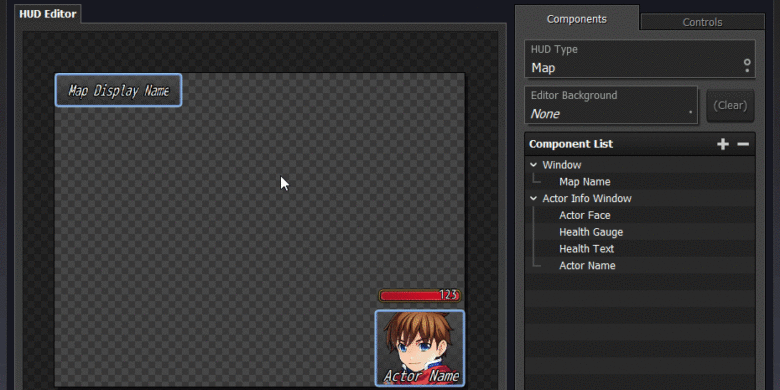 HUD Editor
Map Display Name
123
Actor Name
Components
Controls
HUD Type
Map
Editor Background
None
(Clear)
Component List
Window
Map Name
Actor Info Window
Actor Face
Health Gauge
Health Text
Actor Name